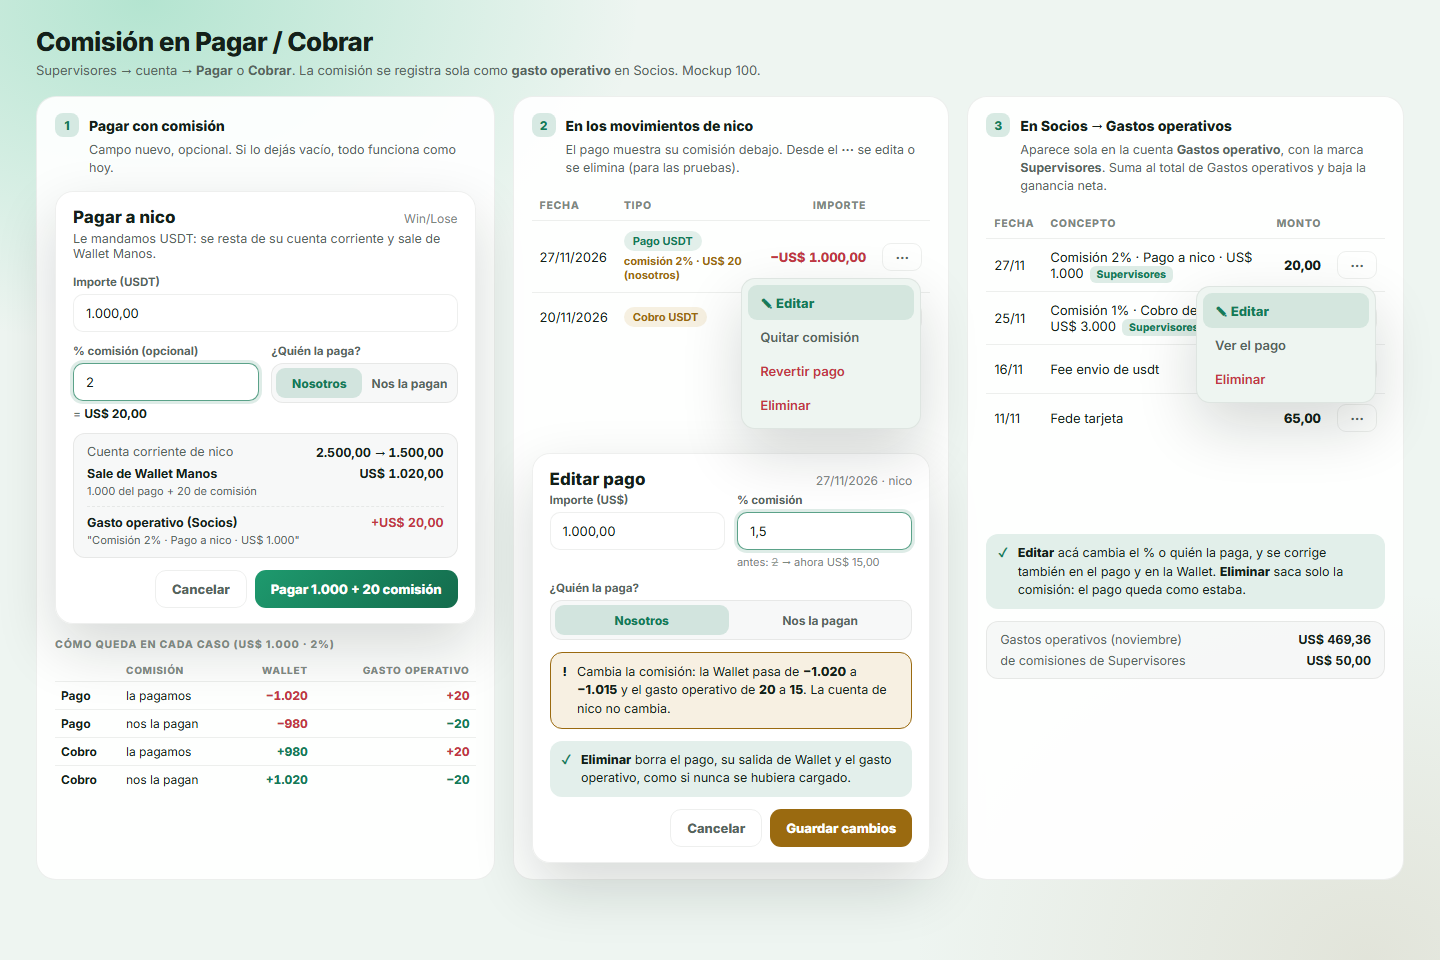 Comisión en Pagar / Cobrar
Supervisores → cuenta → Pagar o Cobrar. La comisión se registra sola como gasto operativo en Socios. Mockup 100.
1 Pagar con comisión
Campo nuevo, opcional. Si lo dejás vacío, todo funciona como
hoy.
Pagar a nico Win/Lose
Le mandamos USDT: se resta de su cuenta corriente y sale de
Wallet Manos.
Importe (USDT)
1.000,00
% comisión (opcional) ¿Quién la paga?
2 Nosotros Nos la pagan
= US$ 20,00
Cuenta corriente de nico 2.500,00 → 1.500,00
Sale de Wallet Manos US$ 1.020,00
1.000 del pago + 20 de comisión
Gasto operativo (Socios) +US$ 20,00
"Comisión 2% · Pago a nico · US$ 1.000"
Cancelar Pagar 1.000 + 20 comisión
CÓMO QUEDA EN CADA CASO (US$ 1.000 · 2%)
COMISIÓN WALLET GASTO OPERATIVO
Pago la pagamos −1.020 +20
Pago nos la pagan −980 −20
Cobro la pagamos +980 +20
Cobro nos la pagan +1.020 −20
2 En los movimientos de nico
El pago muestra su comisión debajo. Desde el ··· se edita o
se elimina (para las pruebas).
FECHA TIPO IMPORTE
27/11/2026 Pago USDT −US$ 1.000,00 ···
comisión 2% · US$ 20
(nosotros)
20/11/2026 Cobro USDT
✎ Editar
Quitar comisión
Revertir pago
Eliminar
Editar pago 27/11/2026 · nico
Importe (US$) % comisión
1.000,00 1,5
antes: 2 → ahora US$ 15,00
¿Quién la paga?
Nosotros Nos la pagan
! Cambia la comisión: la Wallet pasa de −1.020 a
−1.015 y el gasto operativo de 20 a 15. La cuenta de
nico no cambia.
✓ Eliminar borra el pago, su salida de Wallet y el gasto
operativo, como si nunca se hubiera cargado.
Cancelar Guardar cambios
3 En Socios → Gastos operativos
Aparece sola en la cuenta Gastos operativo, con la marca
Supervisores. Suma al total de Gastos operativos y baja la
ganancia neta.
FECHA CONCEPTO MONTO
27/11 Comisión 2% · Pago a nico · US$
1.000 Supervisores 20,00 ···
25/11 Comisión 1% · Cobro de
US$ 3.000 Supervisores
16/11 Fee envio de usdt
11/11 Fede tarjeta 65,00 ···
✎ Editar
Ver el pago
Eliminar
✓ Editar acá cambia el % o quién la paga, y se corrige
también en el pago y en la Wallet. Eliminar saca solo la
comisión: el pago queda como estaba.
Gastos operativos (noviembre) US$ 469,36
de comisiones de Supervisores US$ 50,00